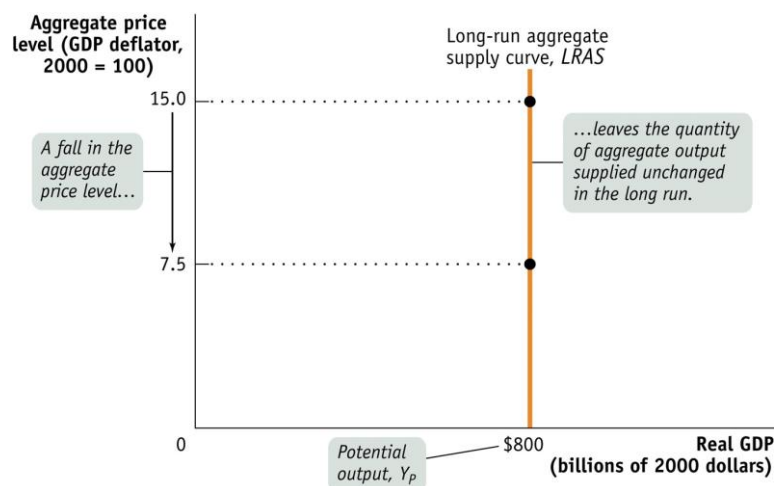 Aggregate price
level (GDP deflator,
2000 = 100)
Long-run aggregate
supply curve, LRAS
15.0
A fall in the
aggregate
price level…
…leaves the quantity
of aggregate output
supplied unchanged
in the long run.
7.5
0
Potential
output, YP
$800
Real GDP
(billions of 2000 dollars)